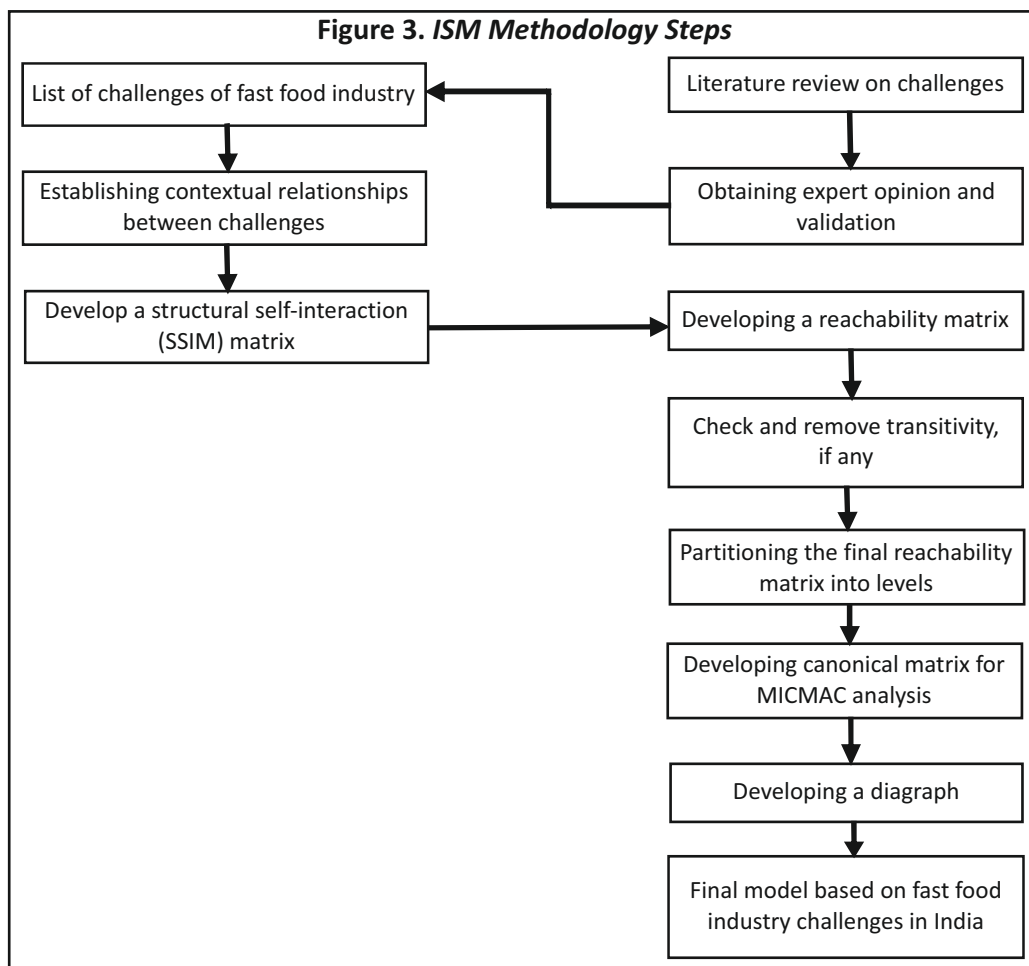 Figure 3. ISM Methodology Steps
List of challenges of fast food industry
Literature review on challenges
Establishing contextual relationships
between challenges
Obtaining expert opinion and
validation
Develop a structural self-interaction
(SSIM) matrix
Developing a reachability matrix
Check and remove transitivity,
if any
Partitioning the final reachability
matrix into levels
Developing canonical matrix for
MICMAC analysis
Developing a diagraph
Final model based on fast food
industry challenges in India